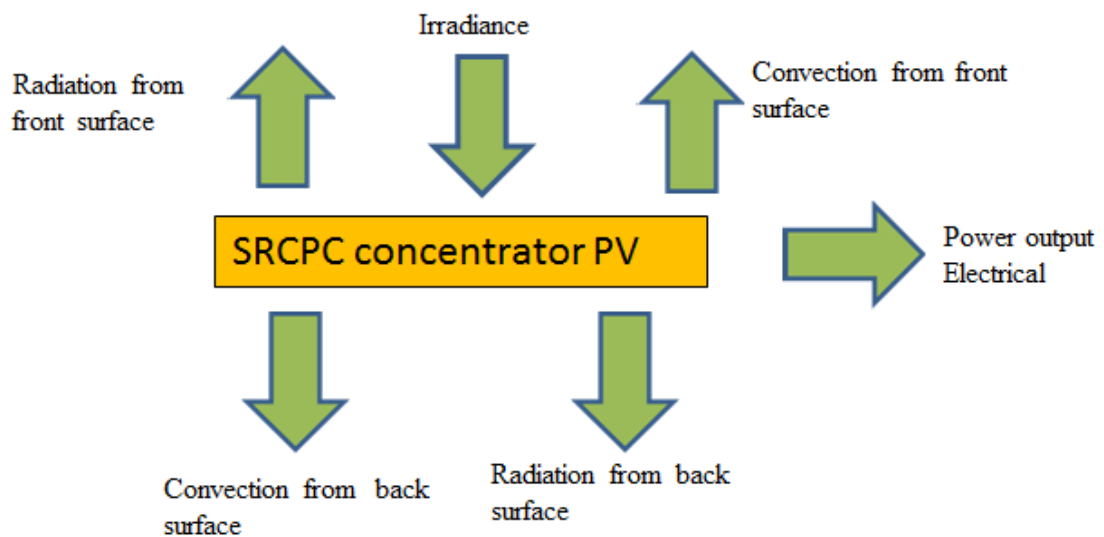 Irradiance
Radiation from
front surface
Convection from front
surface
SRCPC concentrator PV
Power output
Electrical
Convection from back
surface
Radiation from back
surface